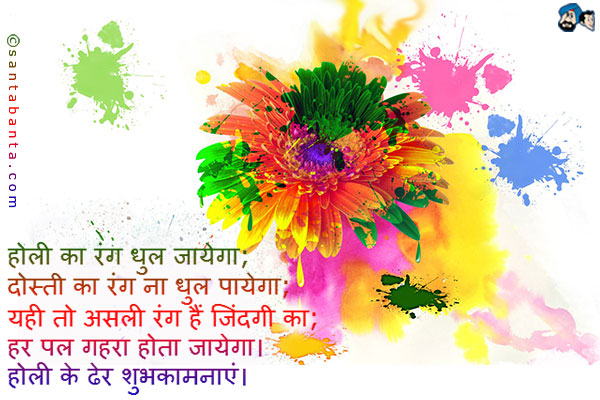 ©santabanta.com
होली का रंग धुल जायेगा;
दोस्ती का रंग ना धुल पायेगा;
यही तो असली रंग हैं जिंदगी का;
हर पल गहरा होता जायेगा।
होली के ढेर शुभकामनाएं।